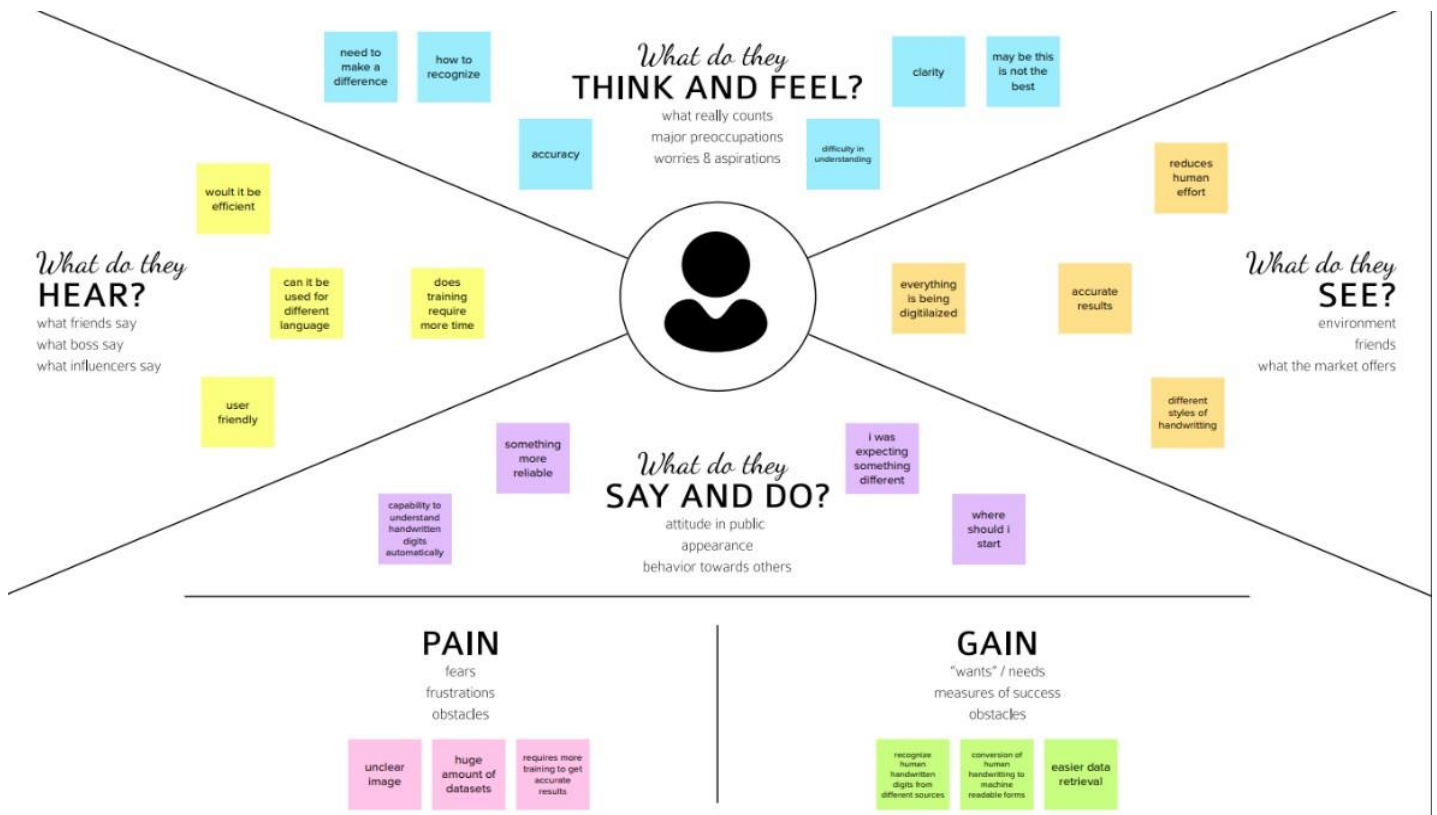 What do they
THINK AND FEEL?
what really counts
major preoccupations
worries & aspirations
need to
make a
difference
how to
recognize
accuracy
clarity
may be this
is not the
best
difficulty in
understanding
What do they
HEAR?
what friends say
what boss say
what influencers say
woult it be
efficient
can it be
used for
different
language
does
training
require
more time
user
friendly
What do they
SEE?
environment
friends
what the market offers
reduces
human
effort
everything
is being
digitilaized
accurate
results
different
styles of
handwritting
What do they
SAY AND DO?
attitude in public
appearance
behavior towards others
something
more
reliable
capability to
understand
handwritten
digits
automatically
i was
expecting
something
different
where
should i
start
PAIN
fears
frustrations
obstacles
unclear
image
huge
amount of
datasets
requires more
training to get
accurate
results
GAIN
"wants" / needs
measures of success
obstacles
recognize
human
handwritten
digits from
different sources
conversion of
human
handwritting to
machine
readable forms
easier data
retrieval